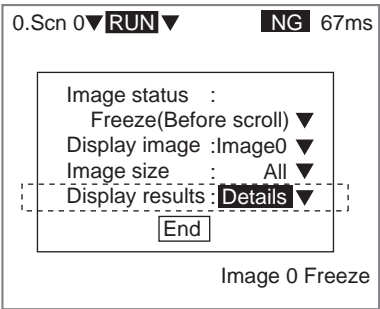 0.Scn 0▼ RUN ▼ NG 67ms
Image status :
Freeze(Before scroll) ▼
Display image :Image0 ▼
Image size : All ▼
Display results : Details ▼
End
Image 0 Freeze